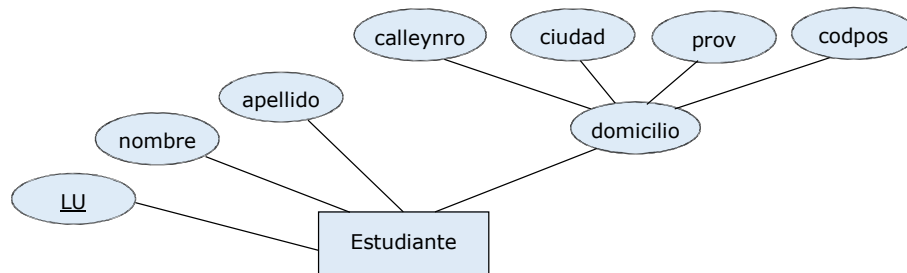 calleynro
ciudad
prov
codpos
apellido
domicilio
nombre
LU
Estudiante